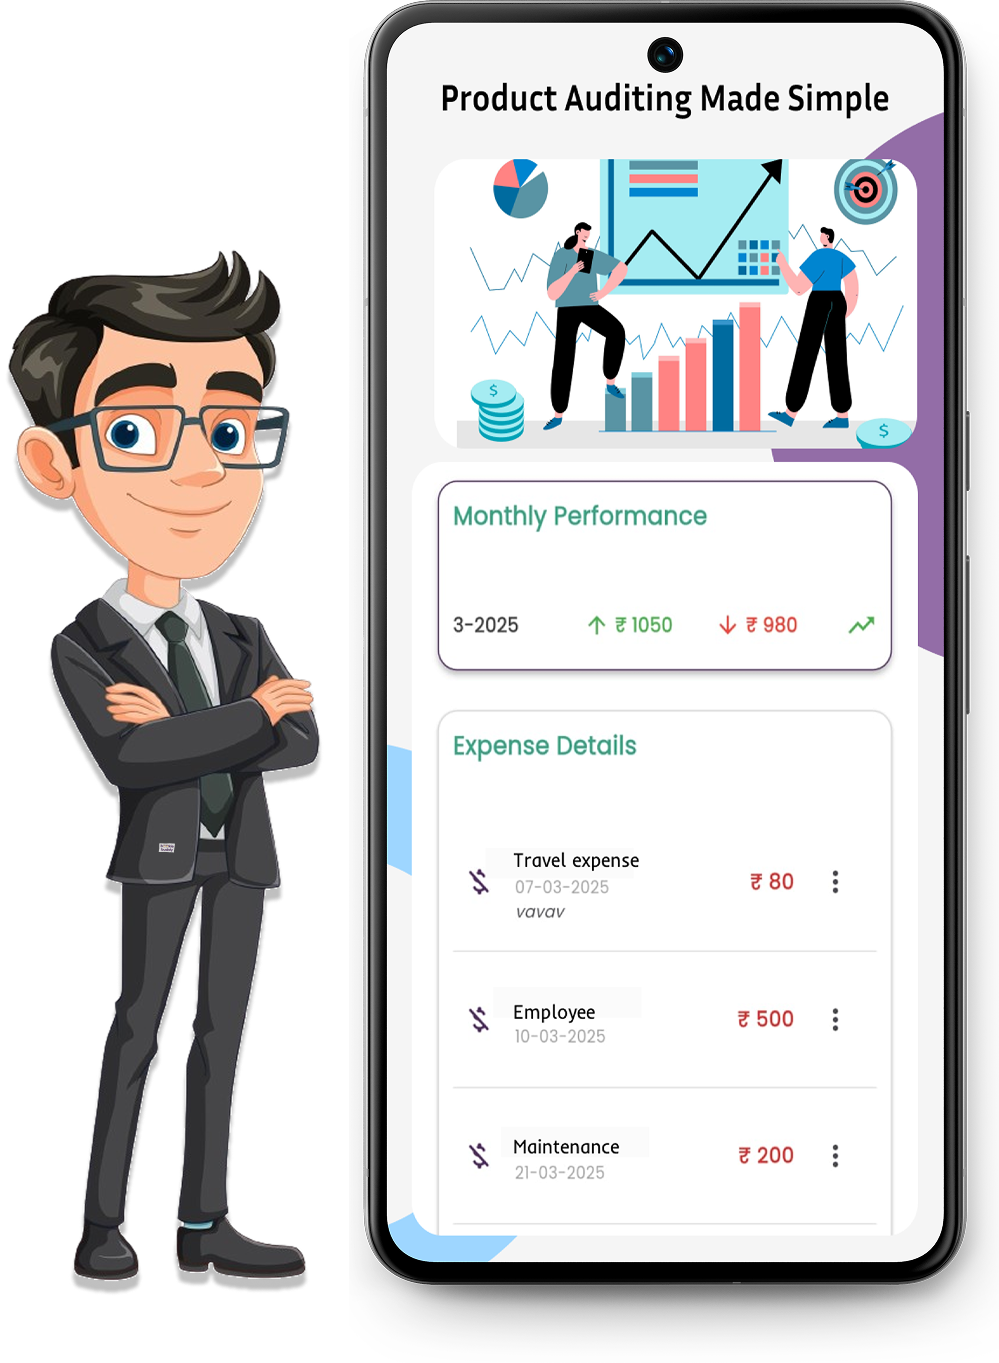 Product Auditing Made Simple
$
$
Monthly Performance
3-2025 ↑ ₹ 1050 ↓ ₹ 980
Expense Details
Travel expense
07-03-2025
vavav
₹ 80
Employee
10-03-2025
₹ 500
Maintenance
21-03-2025
₹ 200